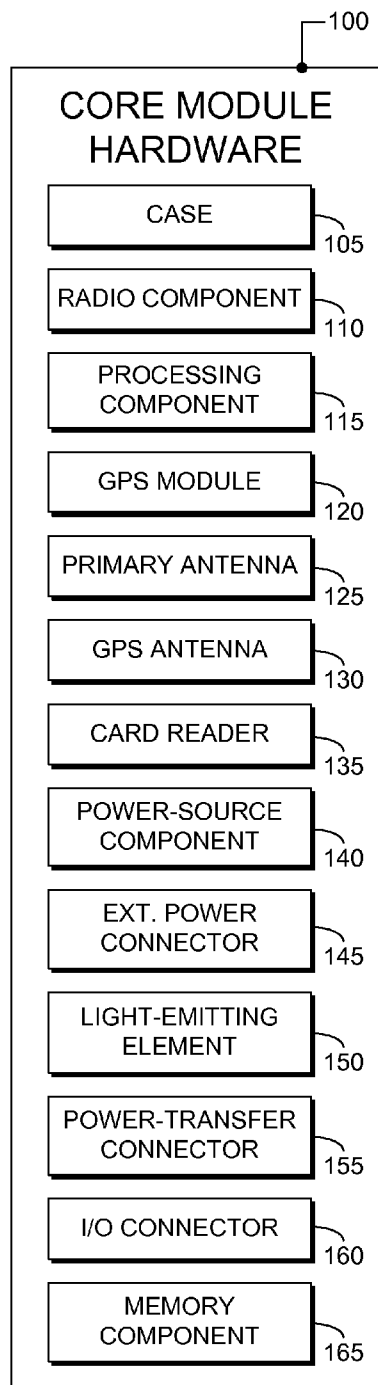 100
CORE MODULE
HARDWARE
CASE
105
RADIO COMPONENT
110
PROCESSING
COMPONENT
115
GPS MODULE
120
PRIMARY ANTENNA
125
GPS ANTENNA
130
CARD READER
135
POWER-SOURCE
COMPONENT
140
EXT. POWER
CONNECTOR
145
LIGHT-EMITTING
ELEMENT
150
POWER-TRANSFER
CONNECTOR
155
I/O CONNECTOR
160
MEMORY
COMPONENT
165